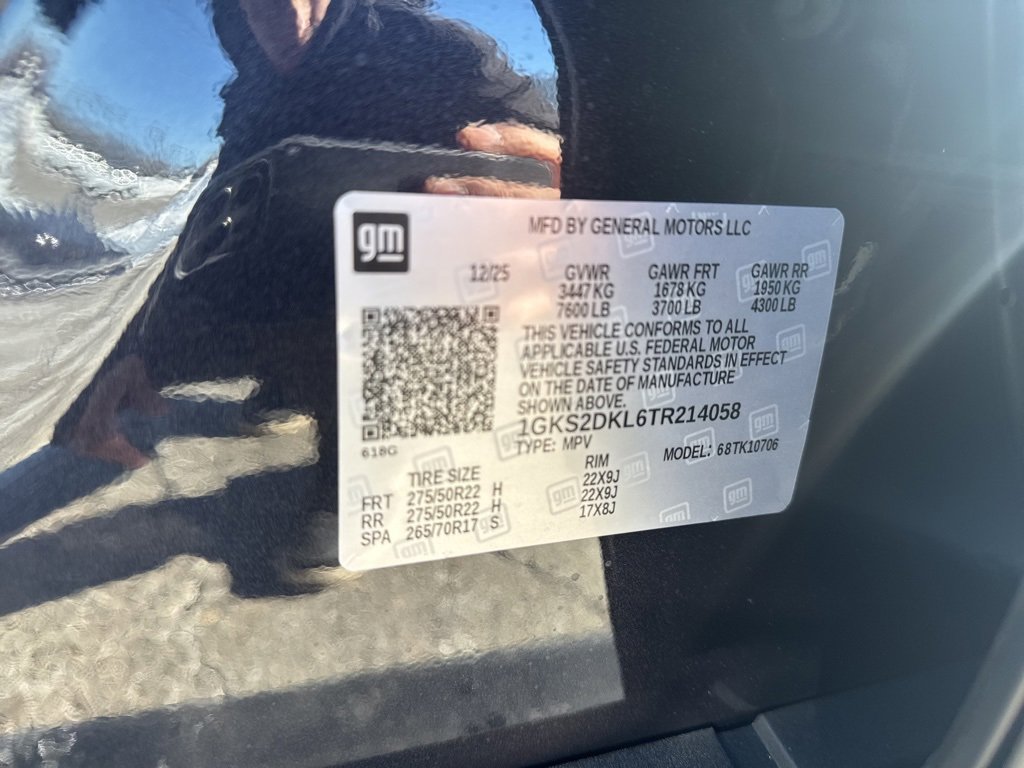 gm
MFD BY GENERAL MOTORS LLC
12/25
GVWR GAWR FRT GAWR RR
3447 KG 1678 KG 1950 KG
7600 LB 3700 LB 4300 LB
THIS VEHICLE CONFORMS TO ALL
APPLICABLE U.S. FEDERAL MOTOR
VEHICLE SAFETY STANDARDS IN EFFECT
ON THE DATE OF MANUFACTURE
SHOWN ABOVE.
1GKS2DKL6TR214058
618G
TYPE: MPV MODEL: 68TK10706
TIRE SIZE RIM
FRT 275/50R22 H 22X9J
RR 275/50R22 H 22X9J
SPA 265/70R17 S 17X8J